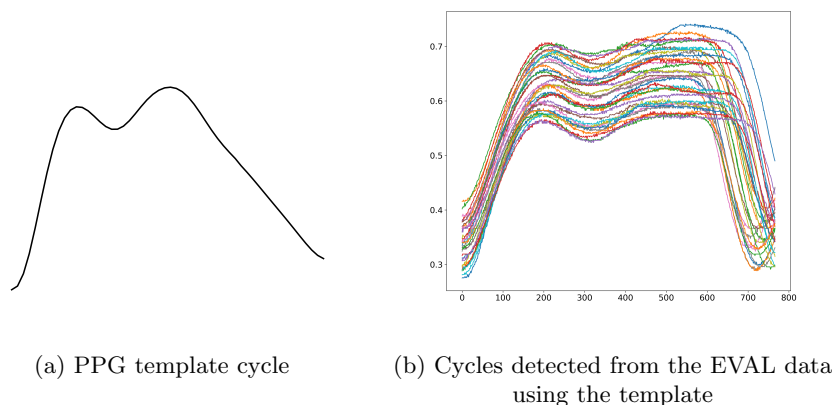 0.7
0.6
0.5
0.4
0.3
0 100 200 300 400 500 600 700 800
(a) PPG template cycle
(b) Cycles detected from the EVAL data
using the template